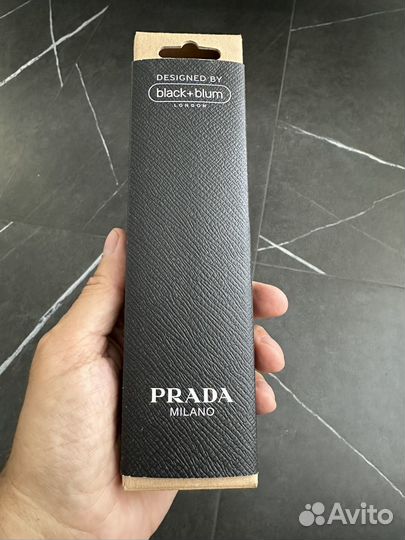 DESIGNED BY
black+blum
LONDON
PRADA
MILANO
Avito